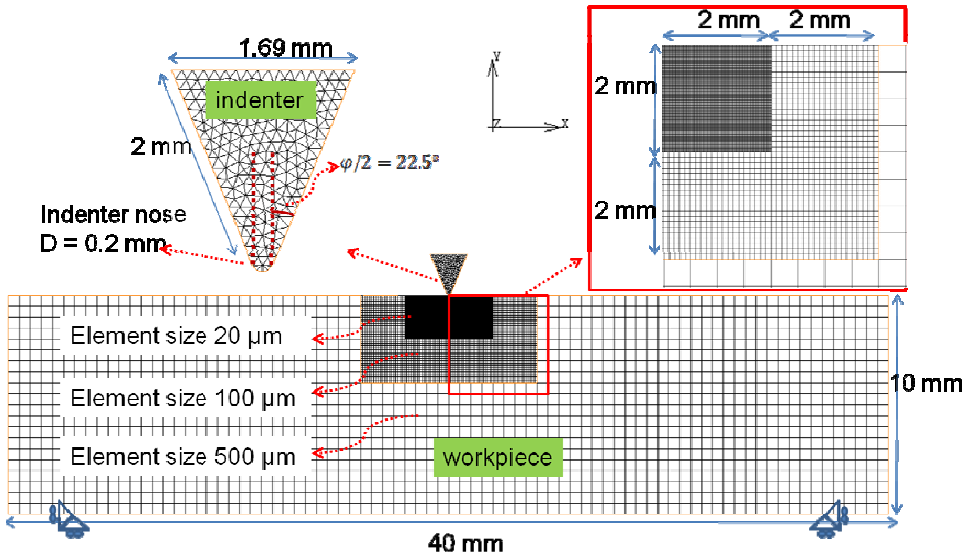 1.69 mm
indenter
2 mm
φ/2 = 22.5°
Indenter nose
D = 0.2 mm
Y
X
Z
2 mm
2 mm
2 mm
2 mm
Element size 20 µm
Element size 100 µm
Element size 500 µm
workpiece
10 mm
40 mm